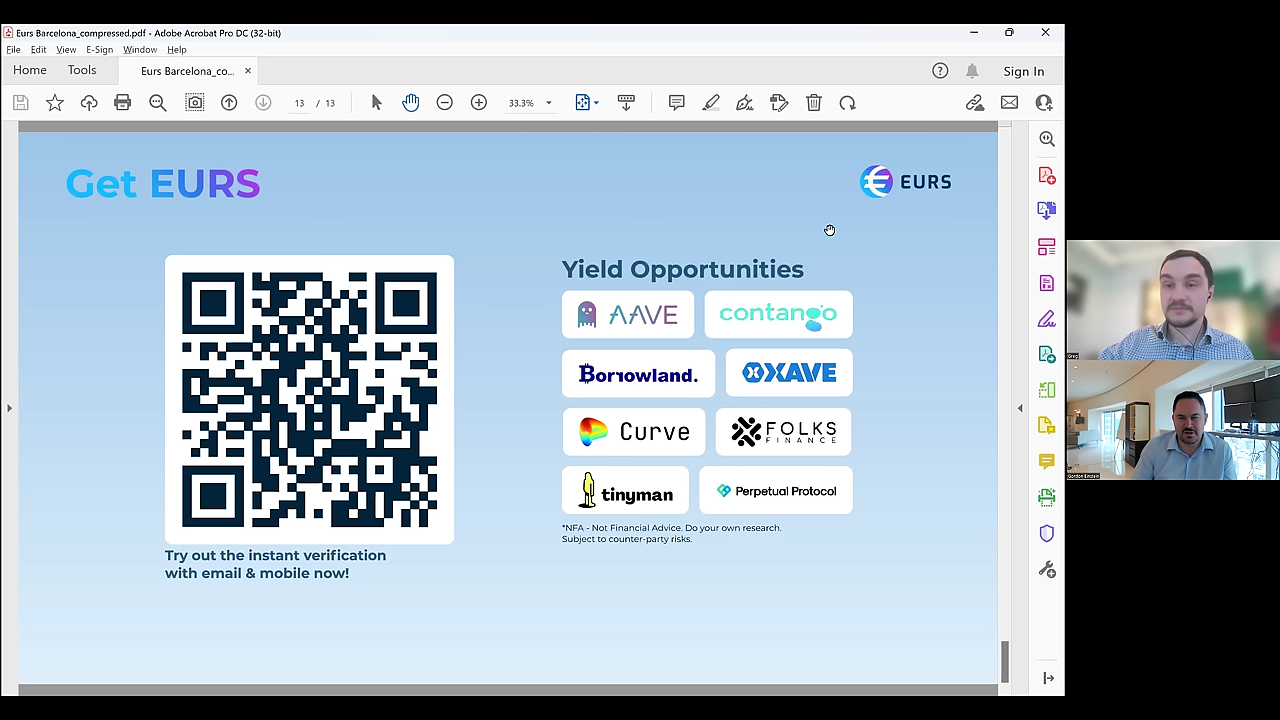 Eurs Barcelona_compressed.pdf - Adobe Acrobat Pro DC (32-bit)
File Edit View E-Sign Window Help
Home Tools Eurs Barcelona_co... × Sign In
13 / 13 33.3%
Get EURS
EURS
Yield Opportunities
AAVE contango
Borrowland. XAVE
Curve FOLKS FINANCE
tinyman Perpetual Protocol
*NFA - Not Financial Advice. Do your own research.
Subject to counter-party risks.
Try out the instant verification
with email & mobile now!
Greg
Gordon Einstein